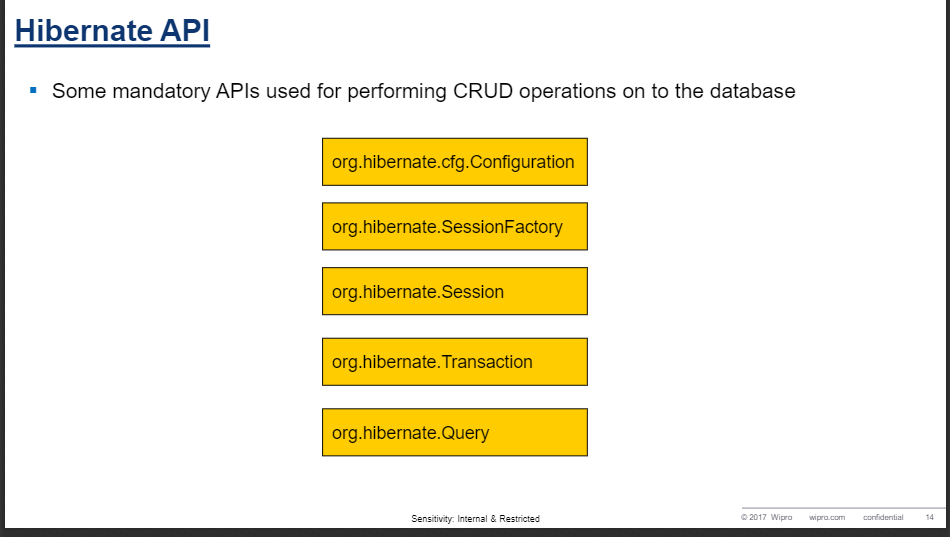 Hibernate API
▪ Some mandatory APIs used for performing CRUD operations on to the database
org.hibernate.cfg.Configuration
org.hibernate.SessionFactory
org.hibernate.Session
org.hibernate.Transaction
org.hibernate.Query
Sensitivity: Internal & Restricted
© 2017 Wipro wipro.com confidential 14